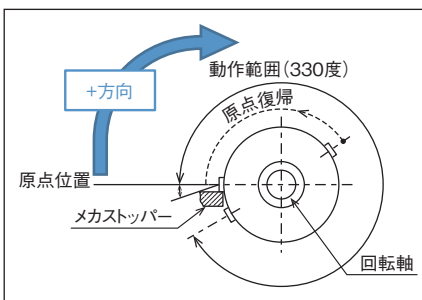 動作範囲(330度)
+方向
原点復帰
原点位置
メカストッパー
回転軸